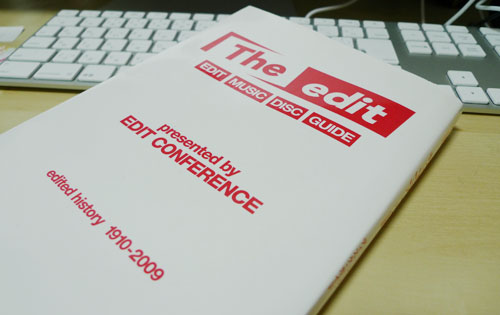 The edit
EDIT MUSIC DISC GUIDE
presented by
EDIT CONFERENCE
edited history 1910-2009